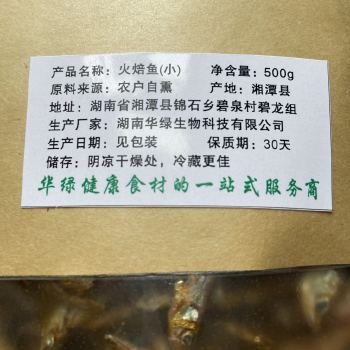 产品名称：火焙鱼(小) 净含量：500g
原料来源：农户自熏 产地：湘潭县
地址：湖南省湘潭县锦石乡碧泉村碧龙组
生产厂家：湖南华绿生物科技有限公司
生产日期：见包装 保质期：30天
储存：阴凉干燥处，冷藏更佳
华绿健康食材的一站式服务商